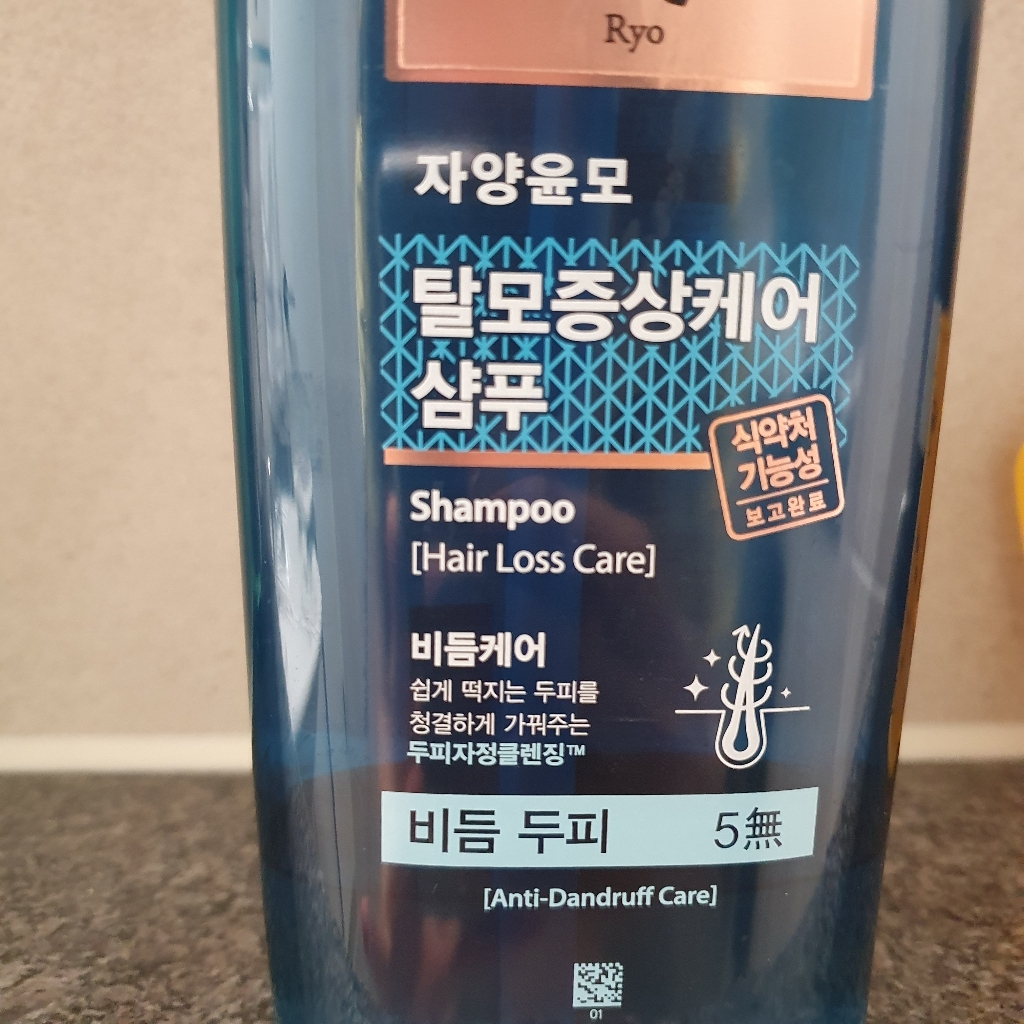 Ryo
자양윤모
탈모증상케어
샴푸
식약처
기능성
보고완료
Shampoo
[Hair Loss Care]
비듬케어
쉽게 떡지는 두피를
청결하게 가꿔주는
두피자정클렌징™
비듬 두피 5無
[Anti-Dandruff Care]
01